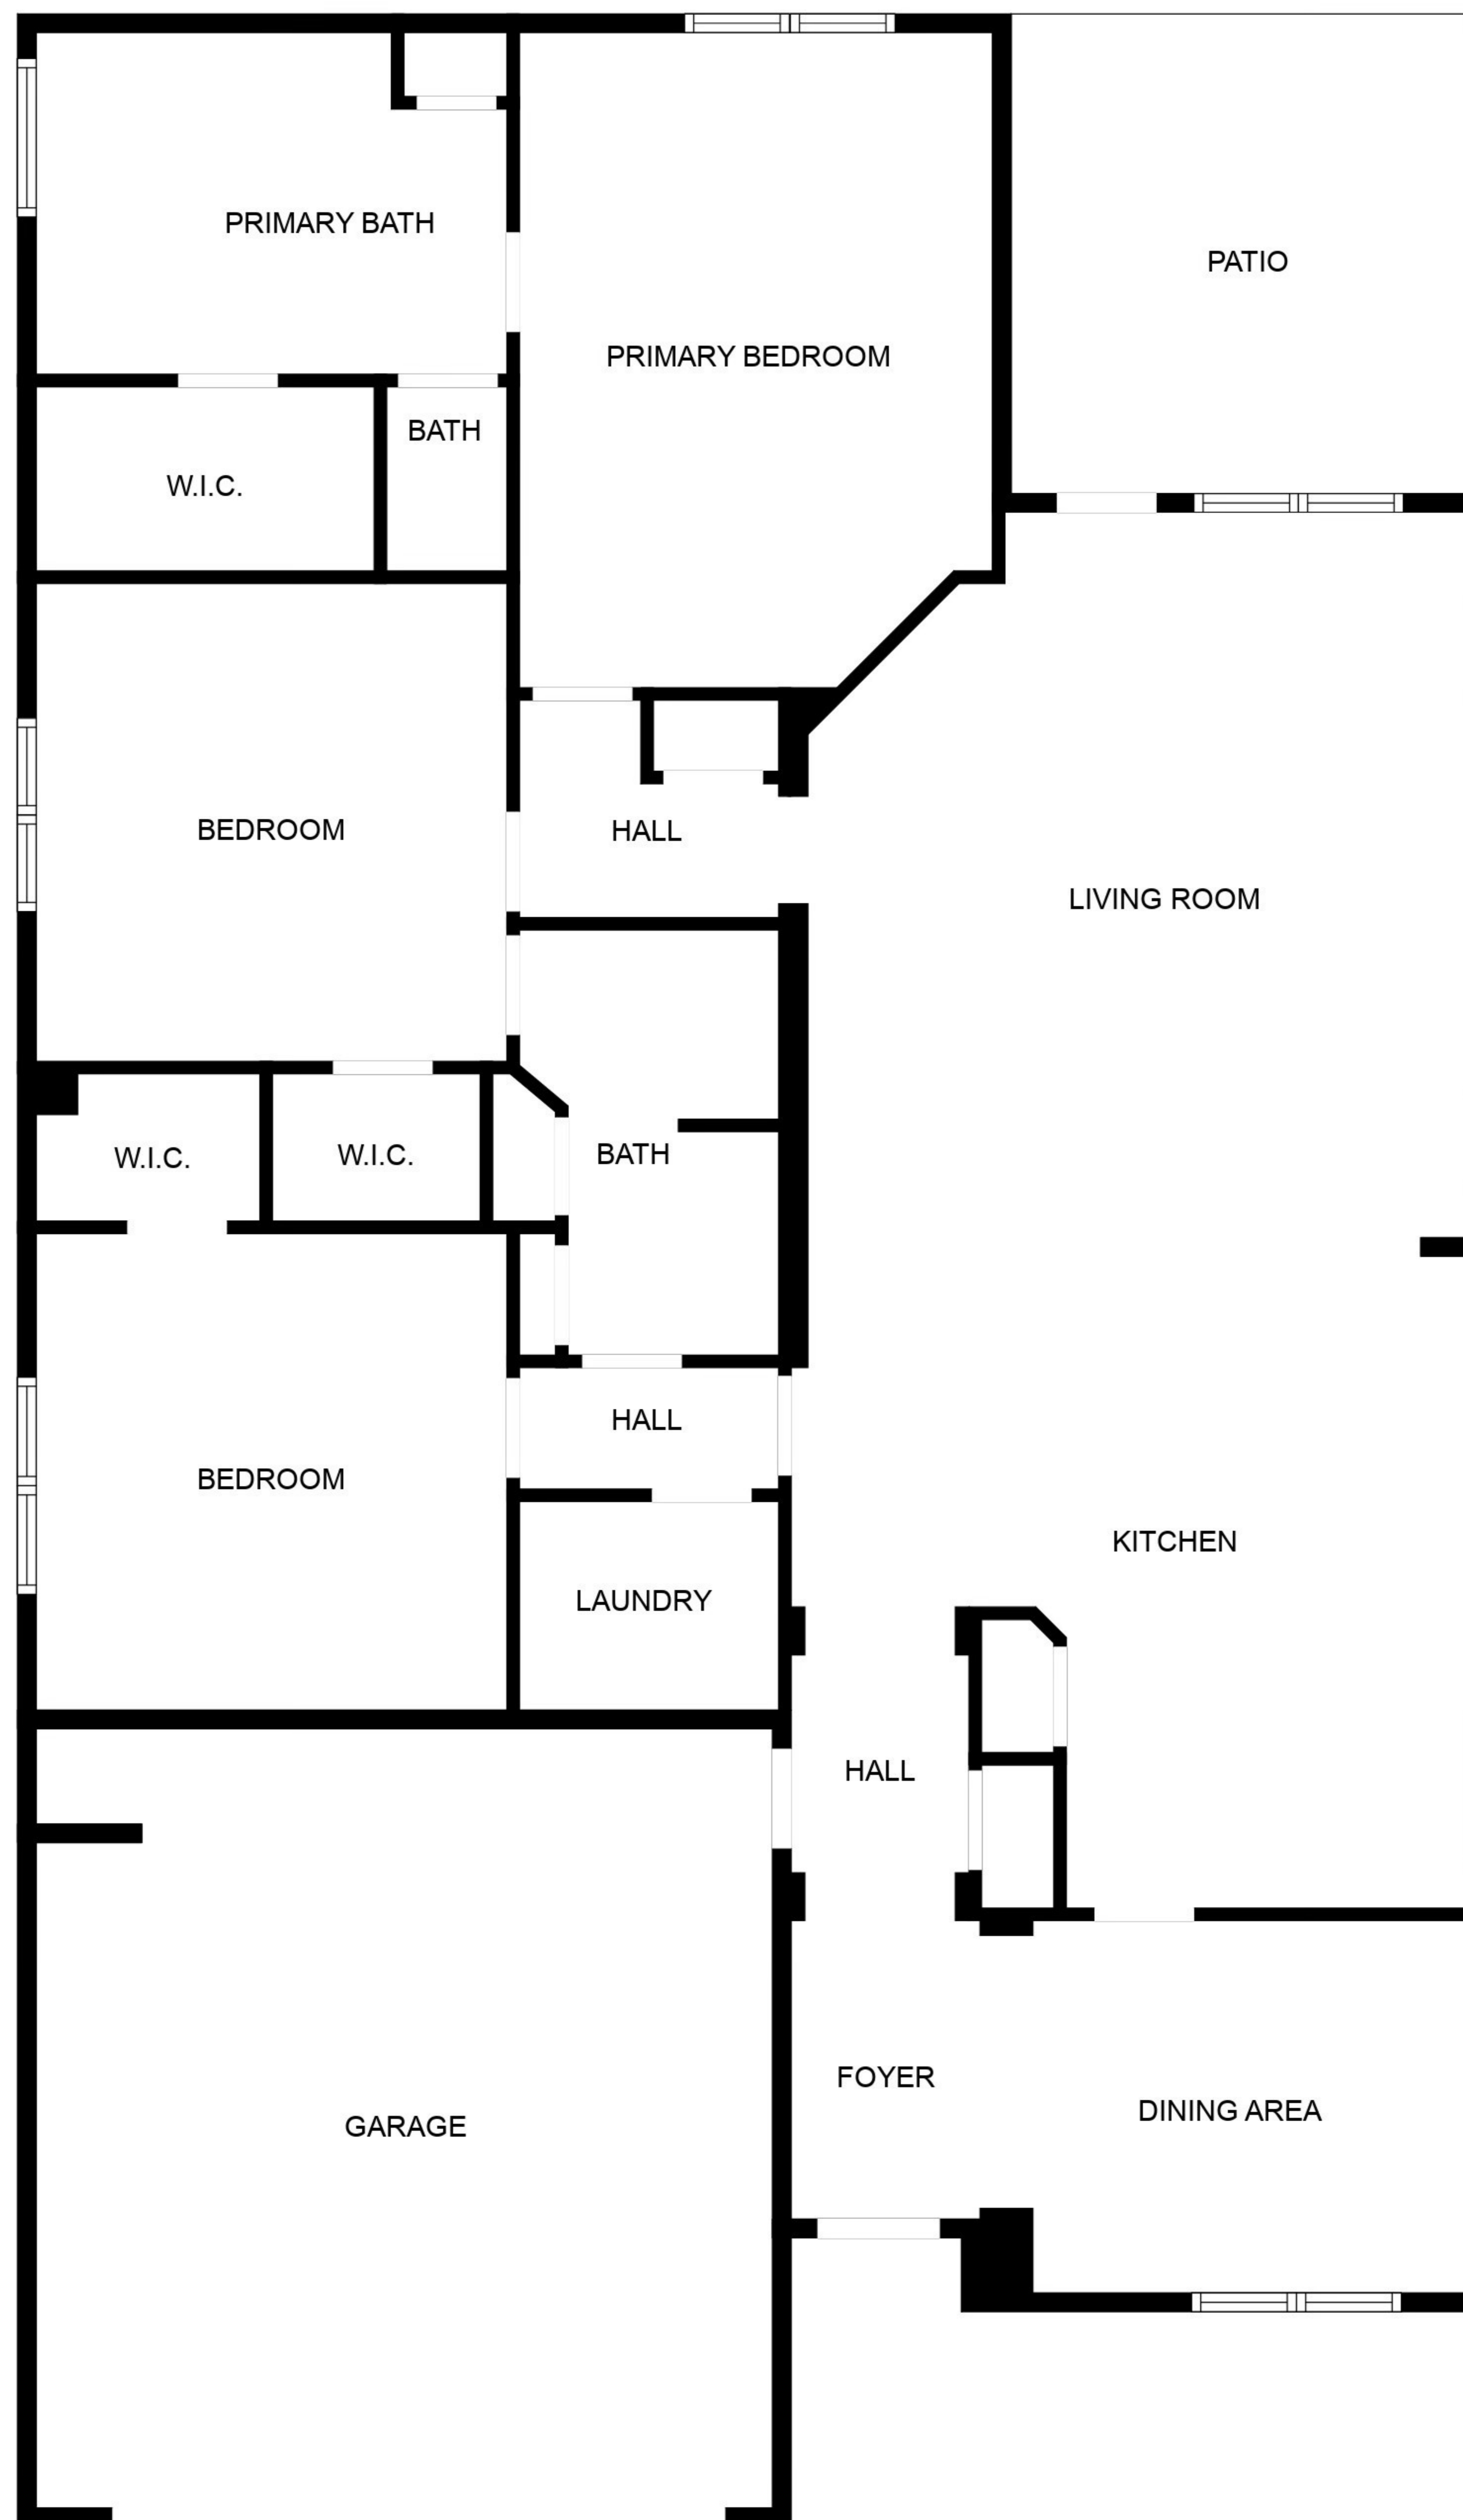 PRIMARY BATH
PATIO
PRIMARY BEDROOM
BATH
W.I.C.
BEDROOM
HALL
LIVING ROOM
W.I.C.
W.I.C.
BATH
HALL
BEDROOM
KITCHEN
LAUNDRY
HALL
FOYER
DINING AREA
GARAGE